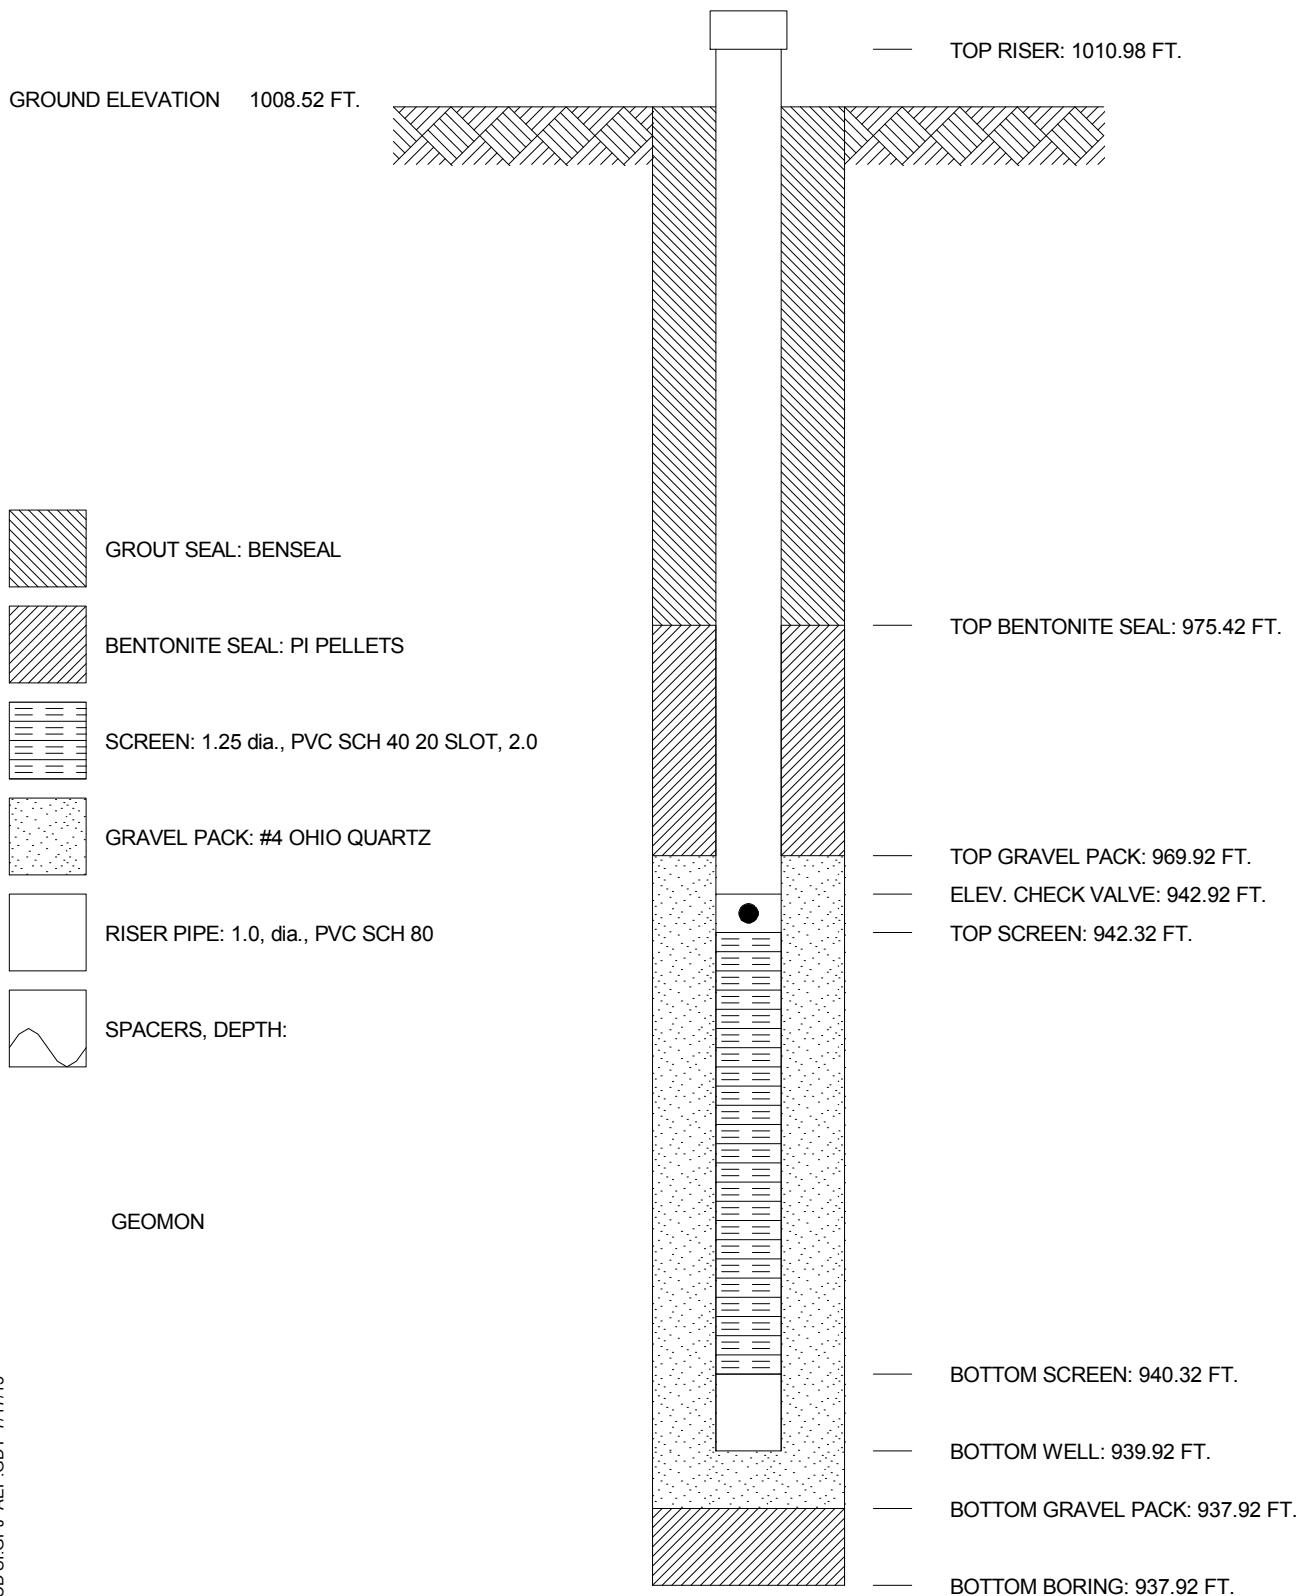 TOP RISER: 1010.98 FT.
GROUND ELEVATION 1008.52 FT.
GROUT SEAL: BENSEAL
TOP BENTONITE SEAL: 975.42 FT.
BENTONITE SEAL: PI PELLETS
SCREEN: 1.25 dia., PVC SCH 40 20 SLOT, 2.0
GRAVEL PACK: #4 OHIO QUARTZ
TOP GRAVEL PACK: 969.92 FT.
ELEV. CHECK VALVE: 942.92 FT.
RISER PIPE: 1.0, dia., PVC SCH 80
TOP SCREEN: 942.32 FT.
SPACERS, DEPTH:
GEOMON
BOTTOM SCREEN: 940.32 FT.
BOTTOM WELL: 939.92 FT.
BOTTOM GRAVEL PACK: 937.92 FT.
BOTTOM BORING: 937.92 FT.